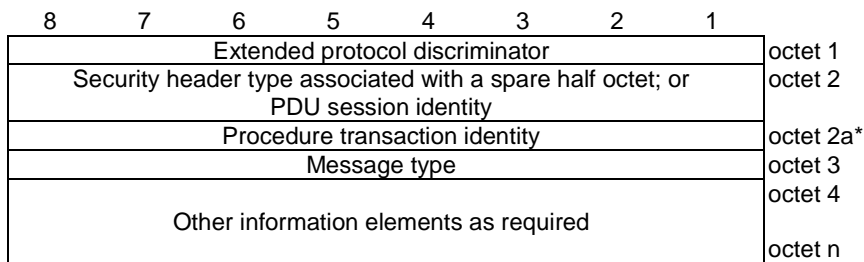 8 7 6 5 4 3 2 1
Extended protocol discriminator octet 1
Security header type associated with a spare half octet; or octet 2
PDU session identity
Procedure transaction identity octet 2a*
Message type octet 3
octet 4
Other information elements as required
octet n